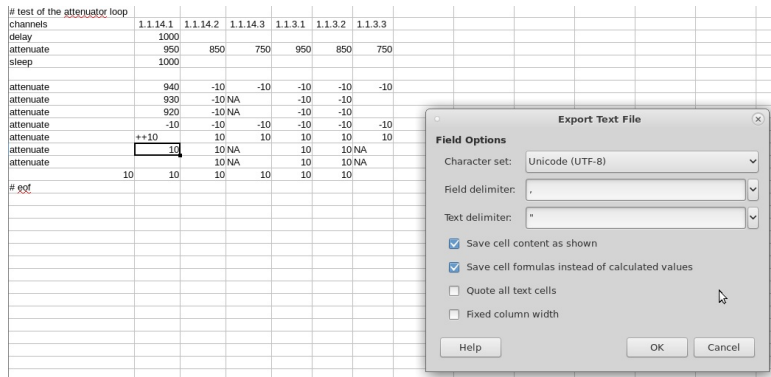 # test of the attenuator loop
channels 1.1.14.1 1.1.14.2 1.1.14.3 1.1.3.1 1.1.3.2 1.1.3.3
delay 1000
attenuate 950 850 750 950 850 750
sleep 1000
attenuate 940 -10 -10 -10 -10 -10
attenuate 930 -10 NA -10 -10
attenuate 920 -10 NA -10 -10
attenuate -10 -10 -10 -10 -10 -10
attenuate ++10 10 10 10 10 10
attenuate 10 10 NA 10 10 NA
attenuate 10 NA 10 10 NA
10 10 10 10 10 10
# eof
Export Text File
Field Options
Character set: Unicode (UTF-8)
Field delimiter: ,
Text delimiter: "
Save cell content as shown
Save cell formulas instead of calculated values
Quote all text cells
Fixed column width
Help OK Cancel